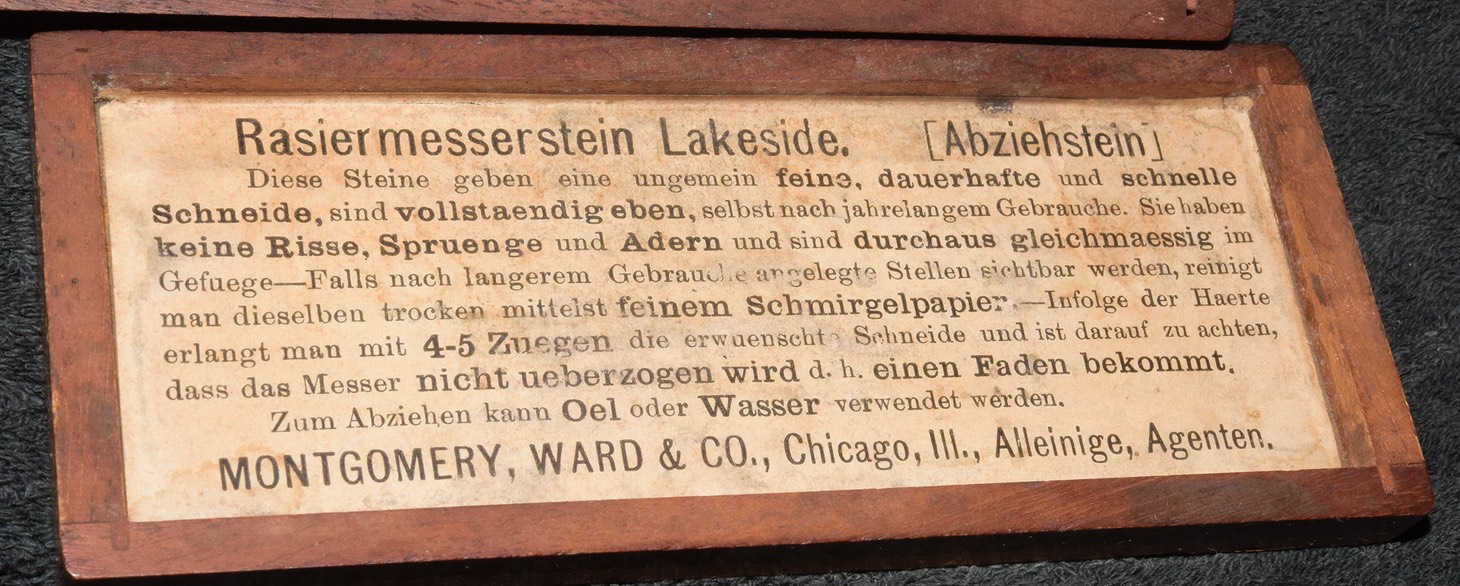 Rasiermesserstein Lakeside. [Abziehstein]
Diese Steine geben eine ungemein feine, dauerhafte und schnelle
Schneide, sind vollstaendig eben, selbst nach jahrelangem Gebrauche. Sie haben
keine Risse, Spruenge und Adern und sind durchaus gleichmaessig im
Gefuege—Falls nach langerem Gebrauche angelegte Stellen sichtbar werden, reinigt
man dieselben trocken mittelst feinem Schmirgelpapier.—Infolge der Haerte
erlangt man mit 4-5 Zuegen die erwuenschte Schneide und ist darauf zu achten,
dass das Messer nicht ueberzogen wird d. h. einen Faden bekommt.
Zum Abziehen kann Oel oder Wasser verwendet werden.
MONTGOMERY, WARD & CO., Chicago, Ill., Alleinige, Agenten.